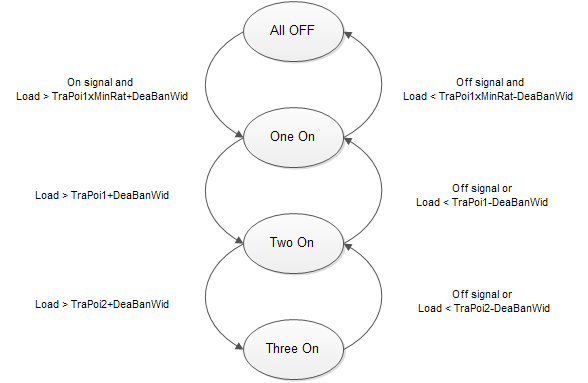 All OFF
On signal and
Load > TraPoi1xMinRat+DeaBanWid
Off signal and
Load < TraPoi1xMinRat-DeaBanWid
One On
Load > TraPoi1+DeaBanWid
Off signal or
Load < TraPoi1-DeaBanWid
Two On
Load > TraPoi2+DeaBanWid
Off signal or
Load < TraPoi2-DeaBanWid
Three On